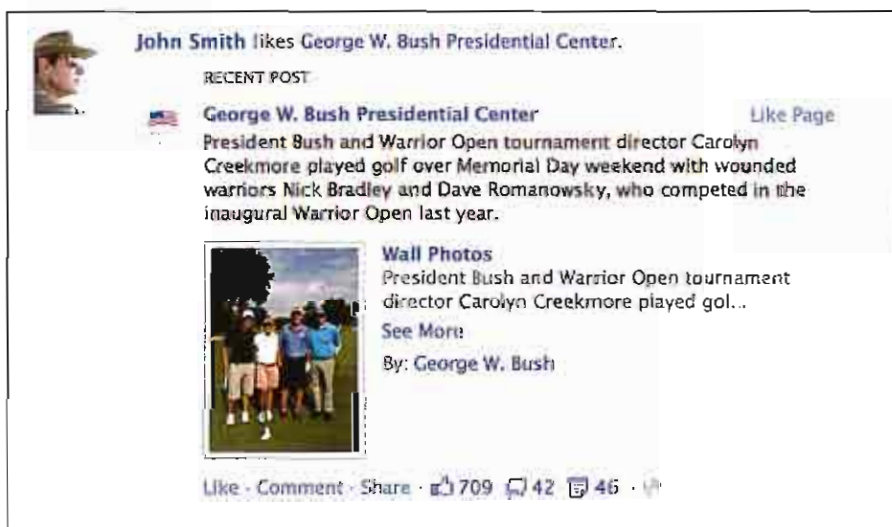 John Smith likes George W. Bush Presidential Center.
RECENT POST
George W. Bush Presidential Center
Like Page
President Bush and Warrior Open tournament director Carolyn
Creekmore played golf over Memorial Day weekend with wounded
warriors Nick Bradley and Dave Romanowsky, who competed in the
inaugural Warrior Open last year.
Wall Photos
President Bush and Warrior Open tournament
director Carolyn Creekmore played gol...
See More
By: George W. Bush
Like · Comment · Share · 709 42 46 ·